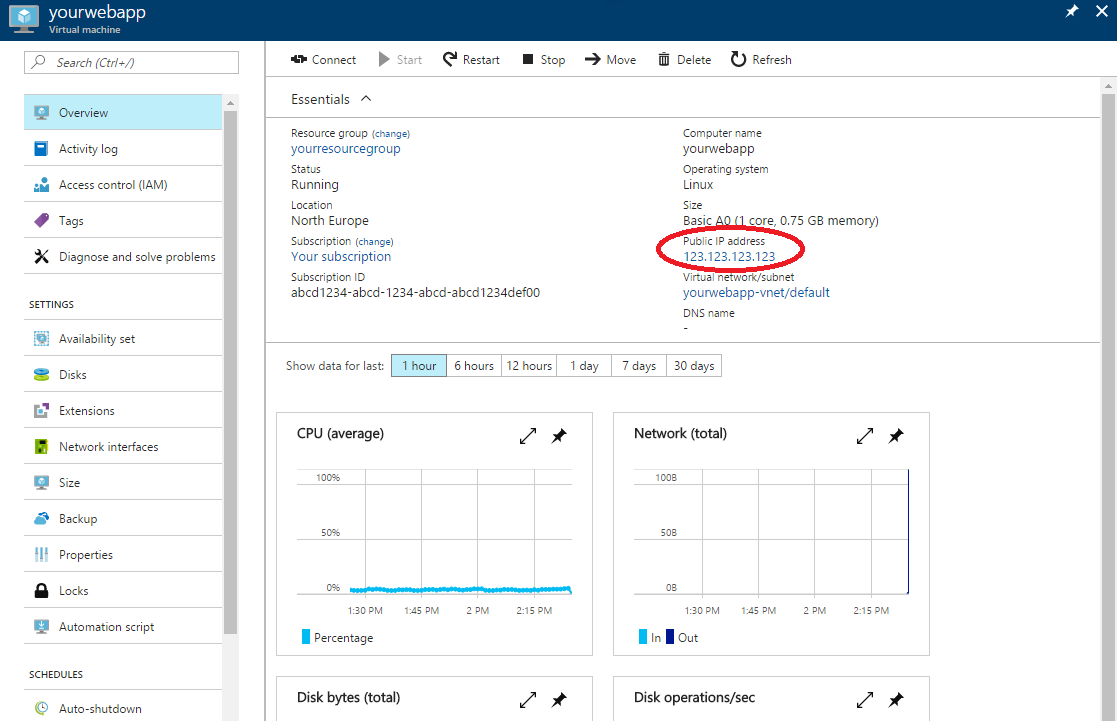 yourwebapp
Virtual machine
Search (Ctrl+/)
Overview
Activity log
Access control (IAM)
Tags
Diagnose and solve problems
SETTINGS
Availability set
Disks
Extensions
Network interfaces
Size
Backup
Properties
Locks
Automation script
SCHEDULES
Auto-shutdown
Connect Start Restart Stop Move Delete Refresh
Essentials
Resource group (change)
yourresourcegroup
Status
Running
Location
North Europe
Subscription (change)
Your subscription
Subscription ID
abcd1234-abcd-1234-abcd-abcd1234def00
Computer name
yourwebapp
Operating system
Linux
Size
Basic A0 (1 core, 0.75 GB memory)
Public IP address
123.123.123.123
Virtual network/subnet
yourwebapp-vnet/default
DNS name
-
Show data for last: 1 hour 6 hours 12 hours 1 day 7 days 30 days
CPU (average)
100%
50%
0%
1:30 PM 1:45 PM 2 PM 2:15 PM
Percentage
Network (total)
100B
50B
0B
1:30 PM 1:45 PM 2 PM 2:15 PM
In Out
Disk bytes (total)
Disk operations/sec